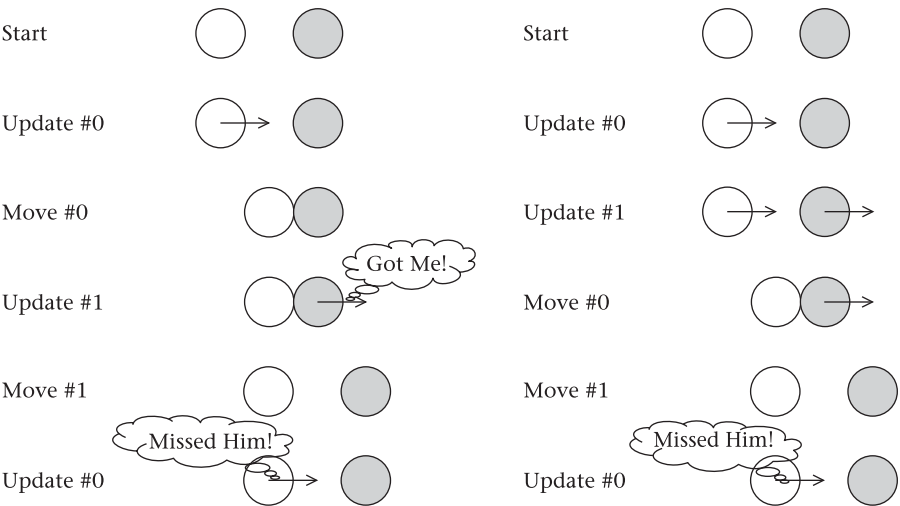 Start
Update #0
Move #0
Got Me!
Update #1
Move #1
Missed Him!
Update #0
Start
Update #0
Update #1
Move #0
Move #1
Missed Him!
Update #0